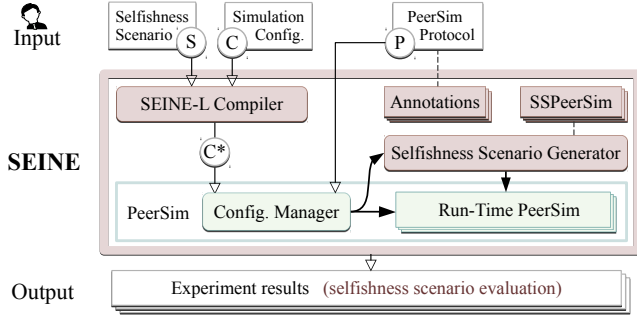 Input
Selfishness
Scenario
Simulation
Config.
PeerSim
Protocol
S
C
P
SEINE-L Compiler
Annotations
SSPeerSim
SEINE
C*
Selfishness Scenario Generator
PeerSim
Config. Manager
Run-Time PeerSim
Output
Experiment results (selfishness scenario evaluation)